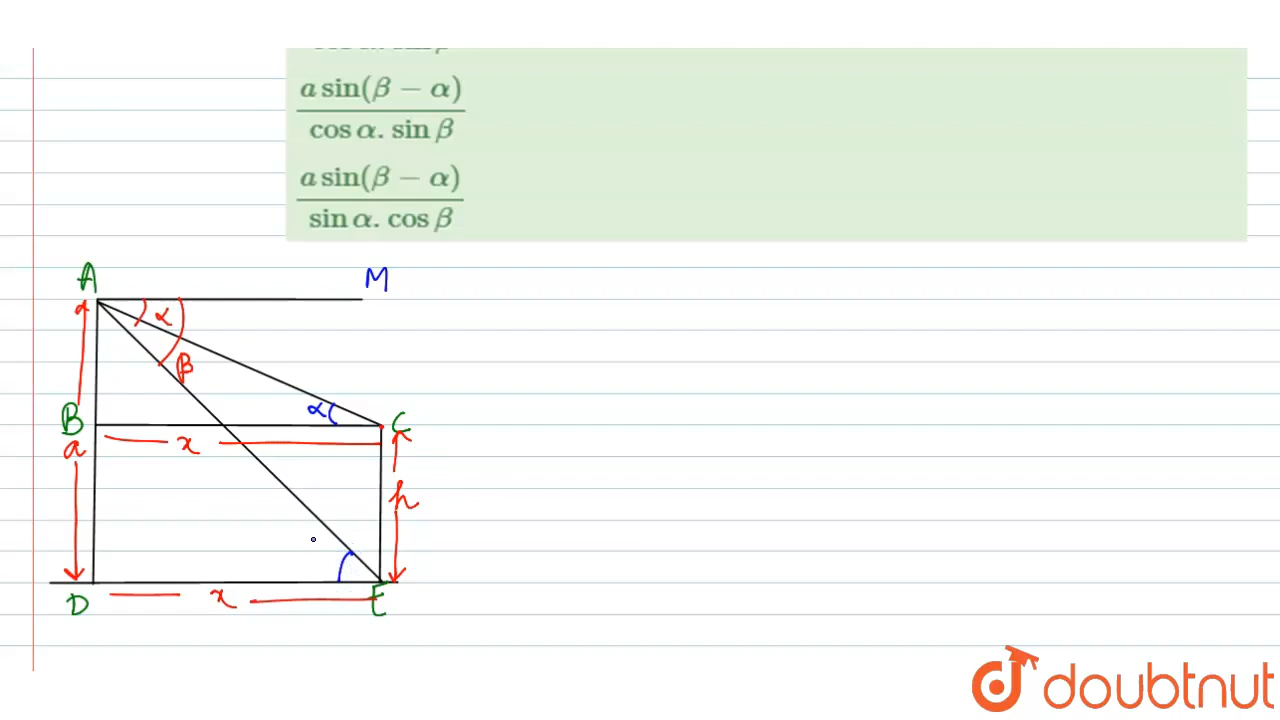 a sin(β − α)
cos α. sin β
a sin(β − α)
sin α. cos β
A
M
α
β
α
B
C
a
x
h
D
x
E
doubtnut